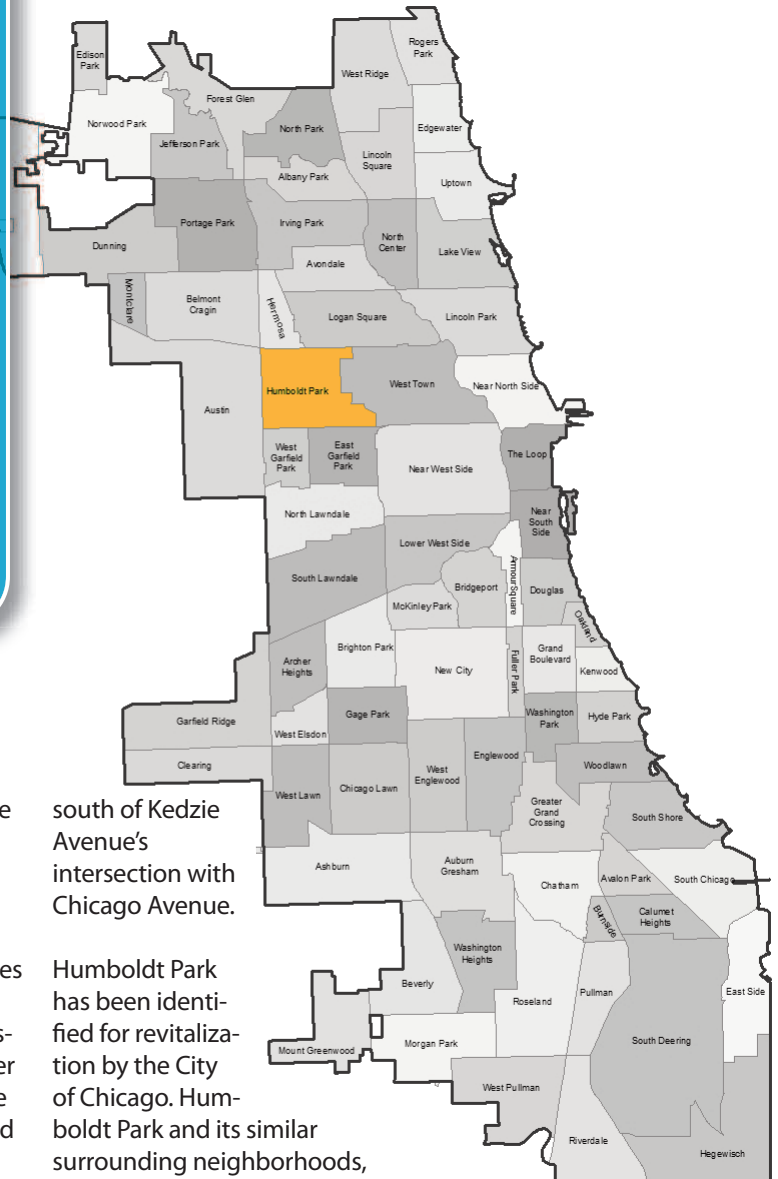 Rogers
Park
Edison
Park
West Ridge
Forest Glen
Norwood Park
North Park
Edgewater
Jefferson Park
Lincoln
Square
Albany Park
Uptown
Portage Park
Irving Park
North
Center
Dunning
Lake View
Avondale
Montclare
Belmont
Cragin
Hermosa
Logan Square
Lincoln Park
Humboldt Park
West Town
Near North Side
Austin
West
Garfield
Park
East
Garfield
Park
Near West Side
The Loop
North Lawndale
Near
South
Side
Lower West Side
South Lawndale
Bridgeport
Armour Square
Douglas
McKinley Park
Oakland
Brighton Park
Archer
Heights
New City
Fuller Park
Grand
Boulevard
Kenwood
Garfield Ridge
Gage Park
West Elsdon
Washington
Park
Hyde Park
Clearing
West
Englewood
Englewood
Woodlawn
West Lawn
Chicago Lawn
Greater
Grand
Crossing
South Shore
Ashburn
Auburn
Gresham
Chatham
Avalon Park
South Chicago
Burnside
Calumet
Heights
Washington
Heights
Beverly
Roseland
Pullman
East Side
South Deering
Mount Greenwood
Morgan Park
West Pullman
Riverdale
Hegewisch
south of Kedzie
Avenue's
intersection with
Chicago Avenue.
Humboldt Park
has been identi-
fied for revitaliza-
tion by the City
of Chicago. Hum-
boldt Park and its similar
surrounding neighborhoods,